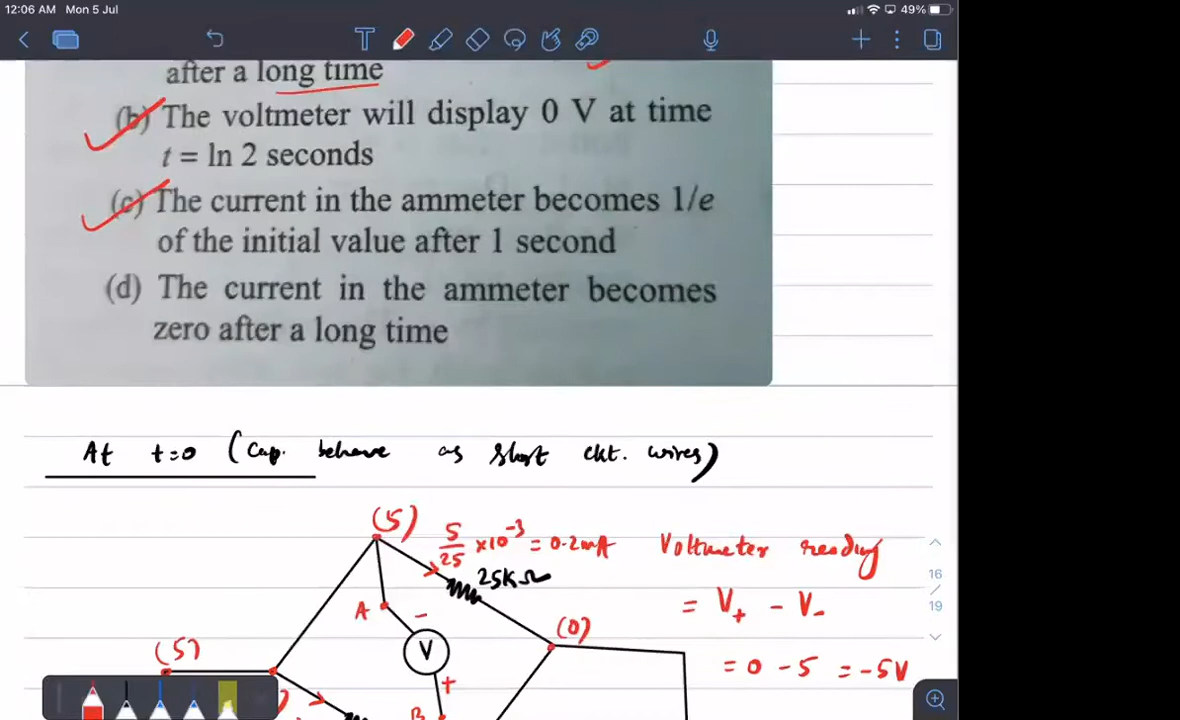 12:06 AM Mon 5 Jul
49%
after a long time
(b) The voltmeter will display 0 V at time
t = ln 2 seconds
(c) The current in the ammeter becomes 1/e
of the initial value after 1 second
(d) The current in the ammeter becomes
zero after a long time
At t=0 (Cap. behave as short ckt. wires)
(5)
5/25 ×10⁻³ = 0.2mA
Voltmeter reading
25KΩ
= V₊ - V₋
A
-
(0)
V
(5)
= 0 - 5 = -5V
+
B
16
19